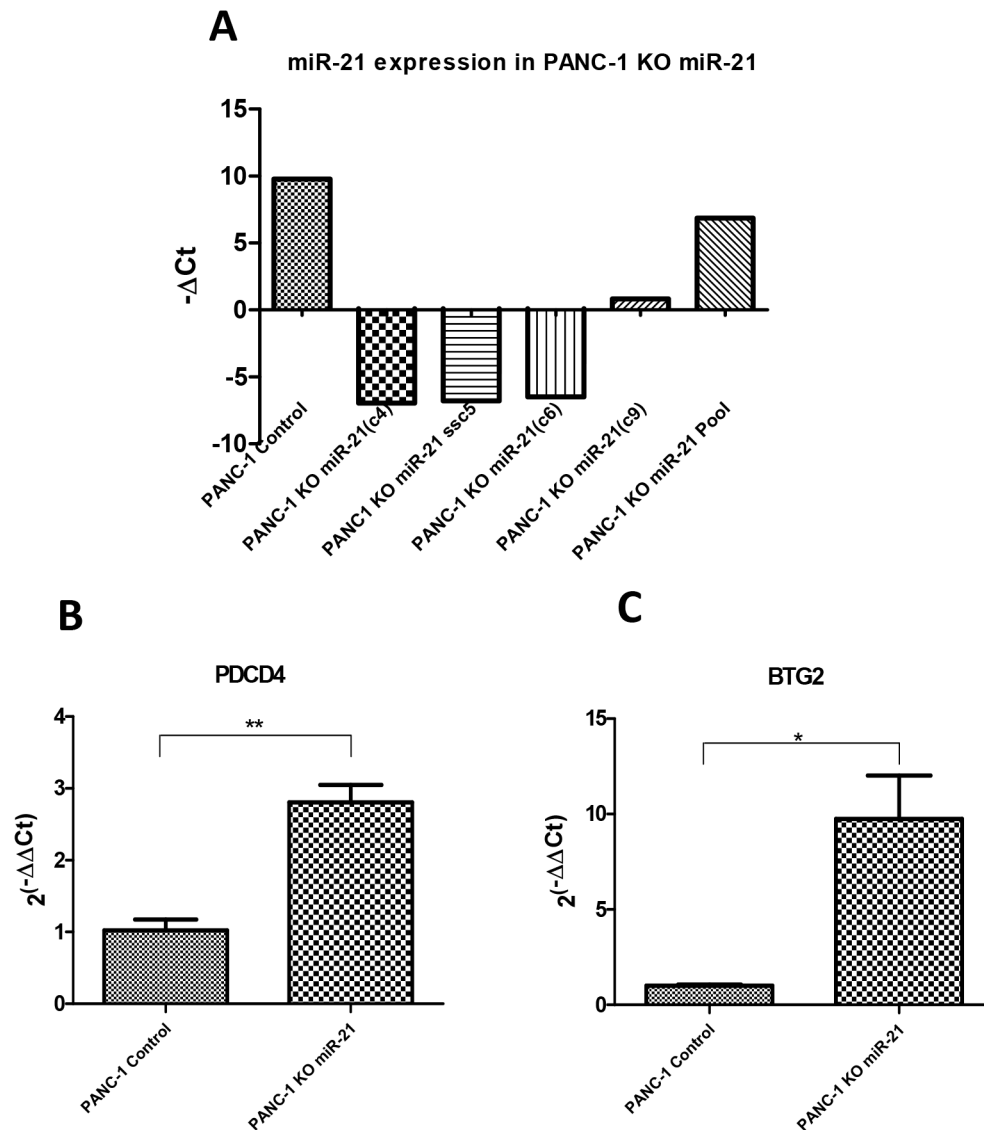 A
miR-21 expression in PANC-1 KO miR-21
15
10
5
0
-5
-10
-ΔCt
PANC-1 Control
PANC-1 KO miR-21(c4)
PANC1 KO miR-21 ssc5
PANC-1 KO miR-21(c6)
PANC-1 KO miR-21(c9)
PANC-1 KO miR-21 Pool
B
PDCD4
**
4
3
2
1
0
2(-ΔΔCt)
PANC-1 Control
PANC-1 KO miR-21
C
BTG2
*
15
10
5
0
2(-ΔΔCt)
PANC-1 Control
PANC-1 KO miR-21